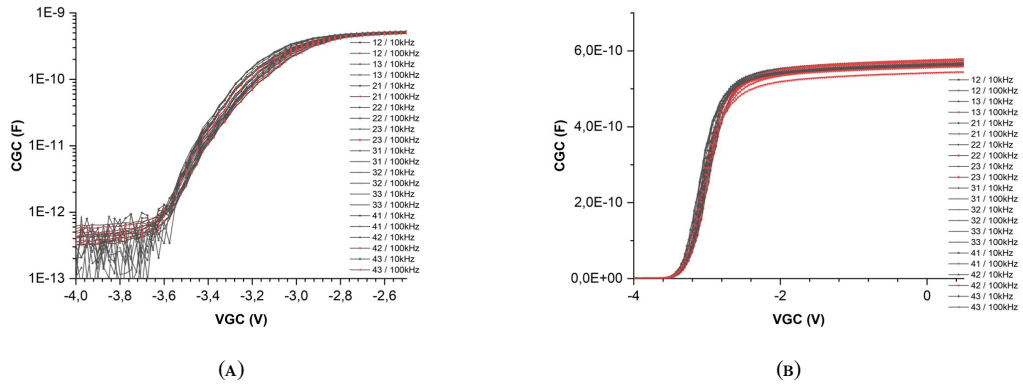 1E-9
1E-10
1E-11
1E-12
1E-13
CGC (F)
-4,0 -3,8 -3,6 -3,4 -3,2 -3,0 -2,8 -2,6
VGC (V)
12 / 10kHz
12 / 100kHz
13 / 10kHz
13 / 100kHz
21 / 10kHz
21 / 100kHz
22 / 10kHz
22 / 100kHz
23 / 10kHz
23 / 100kHz
31 / 10kHz
31 / 100kHz
32 / 10kHz
32 / 100kHz
33 / 10kHz
33 / 100kHz
41 / 10kHz
41 / 100kHz
42 / 10kHz
42 / 100kHz
43 / 10kHz
43 / 100kHz
(A)
6,0E-10
4,0E-10
2,0E-10
0,0E+00
CGC (F)
-4 -2 0
VGC (V)
12 / 10kHz
12 / 100kHz
13 / 10kHz
13 / 100kHz
21 / 10kHz
21 / 100kHz
22 / 10kHz
22 / 100kHz
23 / 10kHz
23 / 100kHz
31 / 10kHz
31 / 100kHz
32 / 10kHz
32 / 100kHz
33 / 10kHz
33 / 100kHz
41 / 10kHz
41 / 100kHz
42 / 10kHz
42 / 100kHz
43 / 10kHz
43 / 100kHz
(B)